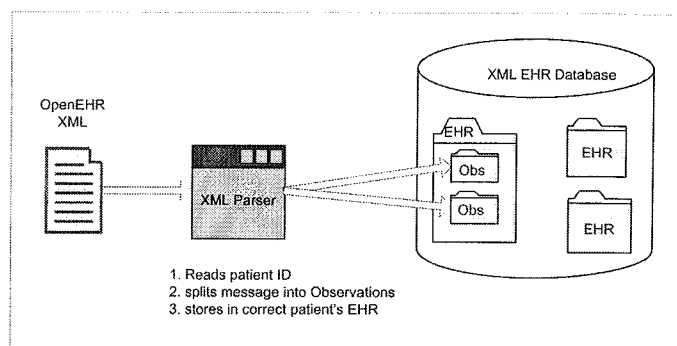 XML EHR Database
OpenEHR
XML
EHR
Obs
Obs
EHR
EHR
XML Parser
1. Reads patient ID
2. splits message into Observations
3. stores in correct patient's EHR